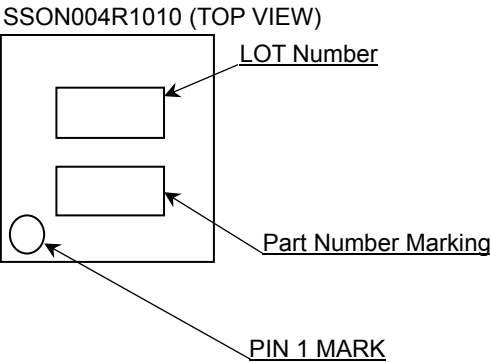 SSON004R1010 (TOP VIEW)
LOT Number
Part Number Marking
PIN 1 MARK